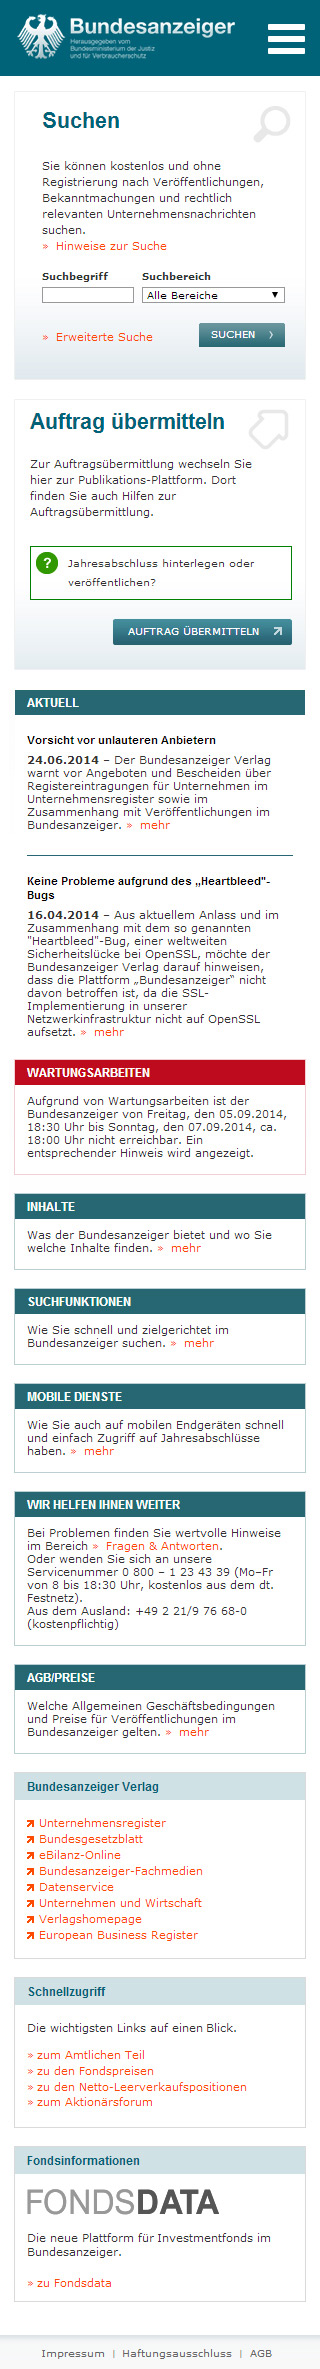 Bundesanzeiger
Herausgegeben vom
Bundesministerium der Justiz
und für Verbraucherschutz
Suchen
Sie können kostenlos und ohne
Registrierung nach Veröffentlichungen,
Bekanntmachungen und rechtlich
relevanten Unternehmensnachrichten
suchen.
» Hinweise zur Suche
Suchbegriff Suchbereich
Alle Bereiche
» Erweiterte Suche SUCHEN
Auftrag übermitteln
Zur Auftragsübermittlung wechseln Sie
hier zur Publikations-Plattform. Dort
finden Sie auch Hilfen zur
Auftragsübermittlung.
? Jahresabschluss hinterlegen oder
veröffentlichen?
AUFTRAG ÜBERMITTELN
AKTUELL
Vorsicht vor unlauteren Anbietern
24.06.2014 – Der Bundesanzeiger Verlag
warnt vor Angeboten und Bescheiden über
Registereintragungen für Unternehmen im
Unternehmensregister sowie im
Zusammenhang mit Veröffentlichungen im
Bundesanzeiger. » mehr
Keine Probleme aufgrund des „Heartbleed"-
Bugs
16.04.2014 – Aus aktuellem Anlass und im
Zusammenhang mit dem so genannten
"Heartbleed"-Bug, einer weltweiten
Sicherheitslücke bei OpenSSL, möchte der
Bundesanzeiger Verlag darauf hinweisen,
dass die Plattform „Bundesanzeiger“ nicht
davon betroffen ist, da die SSL-
Implementierung in unserer
Netzwerkinfrastruktur nicht auf OpenSSL
aufsetzt. » mehr
WARTUNGSARBEITEN
Aufgrund von Wartungsarbeiten ist der
Bundesanzeiger von Freitag, den 05.09.2014,
18:30 Uhr bis Sonntag, den 07.09.2014, ca.
18:00 Uhr nicht erreichbar. Ein
entsprechender Hinweis wird angezeigt.
INHALTE
Was der Bundesanzeiger bietet und wo Sie
welche Inhalte finden. » mehr
SUCHFUNKTIONEN
Wie Sie schnell und zielgerichtet im
Bundesanzeiger suchen. » mehr
MOBILE DIENSTE
Wie Sie auch auf mobilen Endgeräten schnell
und einfach Zugriff auf Jahresabschlüsse
haben. » mehr
WIR HELFEN IHNEN WEITER
Bei Problemen finden Sie wertvolle Hinweise
im Bereich » Fragen & Antworten.
Oder wenden Sie sich an unsere
Servicenummer 0 800 – 1 23 43 39 (Mo–Fr
von 8 bis 18:30 Uhr, kostenlos aus dem dt.
Festnetz).
Aus dem Ausland: +49 2 21/9 76 68-0
(kostenpflichtig)
AGB/PREISE
Welche Allgemeinen Geschäftsbedingungen
und Preise für Veröffentlichungen im
Bundesanzeiger gelten. » mehr
Bundesanzeiger Verlag
Unternehmensregister
Bundesgesetzblatt
eBilanz-Online
Bundesanzeiger-Fachmedien
Datenservice
Unternehmen und Wirtschaft
Verlagshomepage
European Business Register
Schnellzugriff
Die wichtigsten Links auf einen Blick.
» zum Amtlichen Teil
» zu den Fondspreisen
» zu den Netto-Leerverkaufspositionen
» zum Aktionärsforum
Fondsinformationen
FONDSDATA
Die neue Plattform für Investmentfonds im
Bundesanzeiger.
» zu Fondsdata
Impressum | Haftungsausschluss | AGB